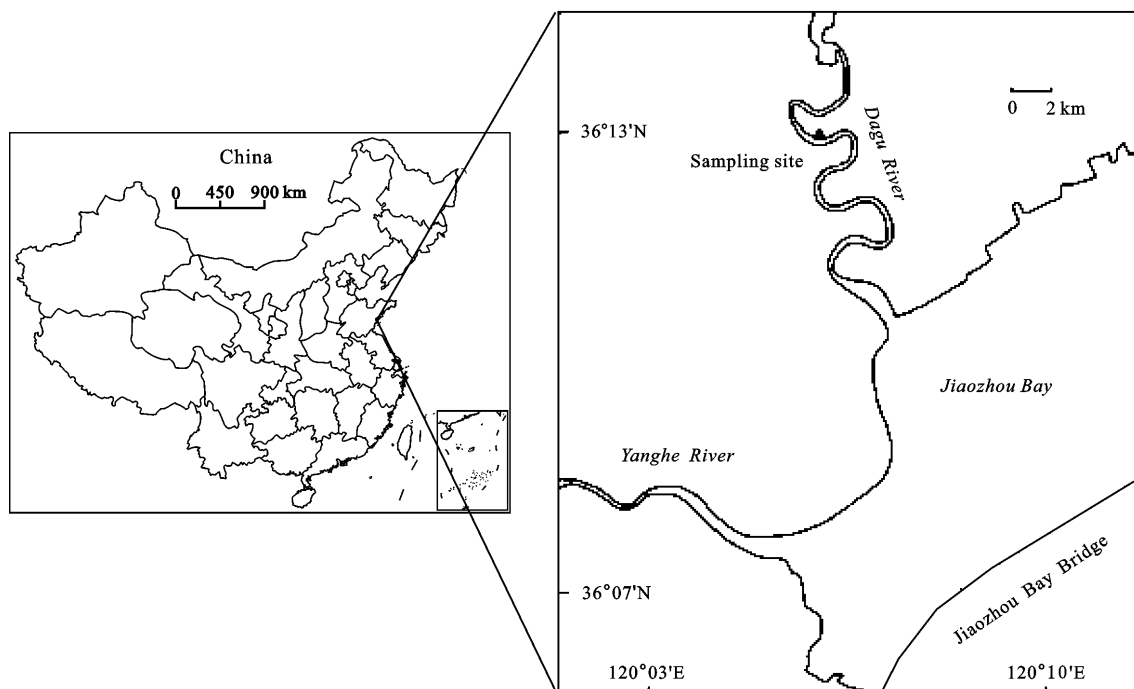 China
0 450 900 km
36°13'N
Sampling site
Dagu River
0 2 km
Jiaozhou Bay
Yanghe River
36°07'N
Jiaozhou Bay Bridge
120°03'E
120°10'E